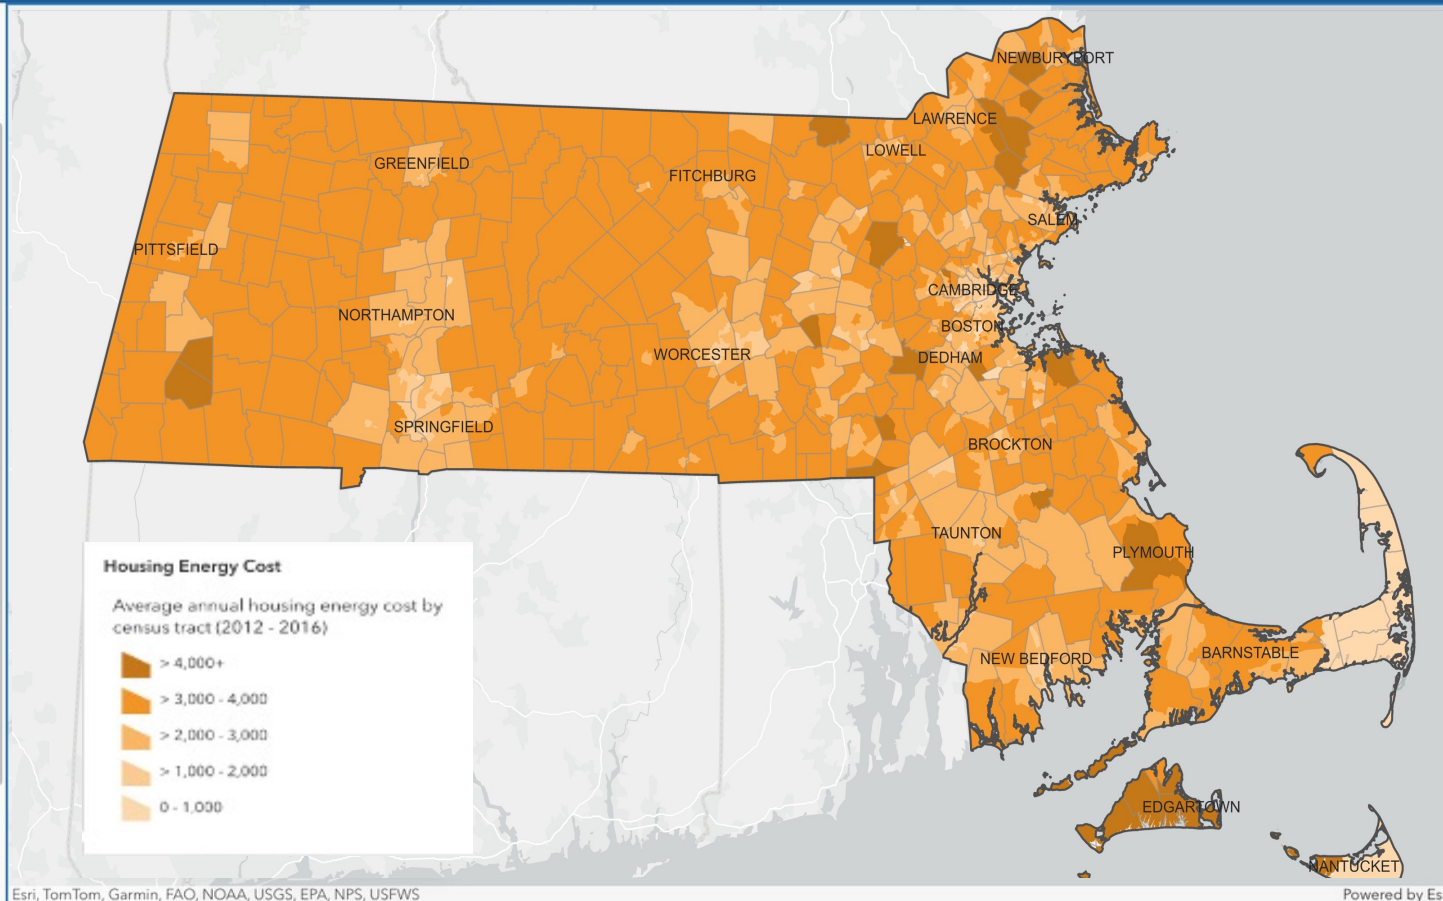 NEWBURYPORT
LAWRENCE
LOWELL
GREENFIELD
FITCHBURG
SALEM
PITTSFIELD
CAMBRIDGE
NORTHAMPTON
BOSTON
WORCESTER
DEDHAM
SPRINGFIELD
BROCKTON
TAUNTON
PLYMOUTH
BARNSTABLE
NEW BEDFORD
EDGARTOWN
NANTUCKET
Housing Energy Cost
Average annual housing energy cost by
census tract (2012 - 2016)
> 4,000+
> 3,000 - 4,000
> 2,000 - 3,000
> 1,000 - 2,000
0 - 1,000
Esri, TomTom, Garmin, FAO, NOAA, USGS, EPA, NPS, USFWS
Powered by Es